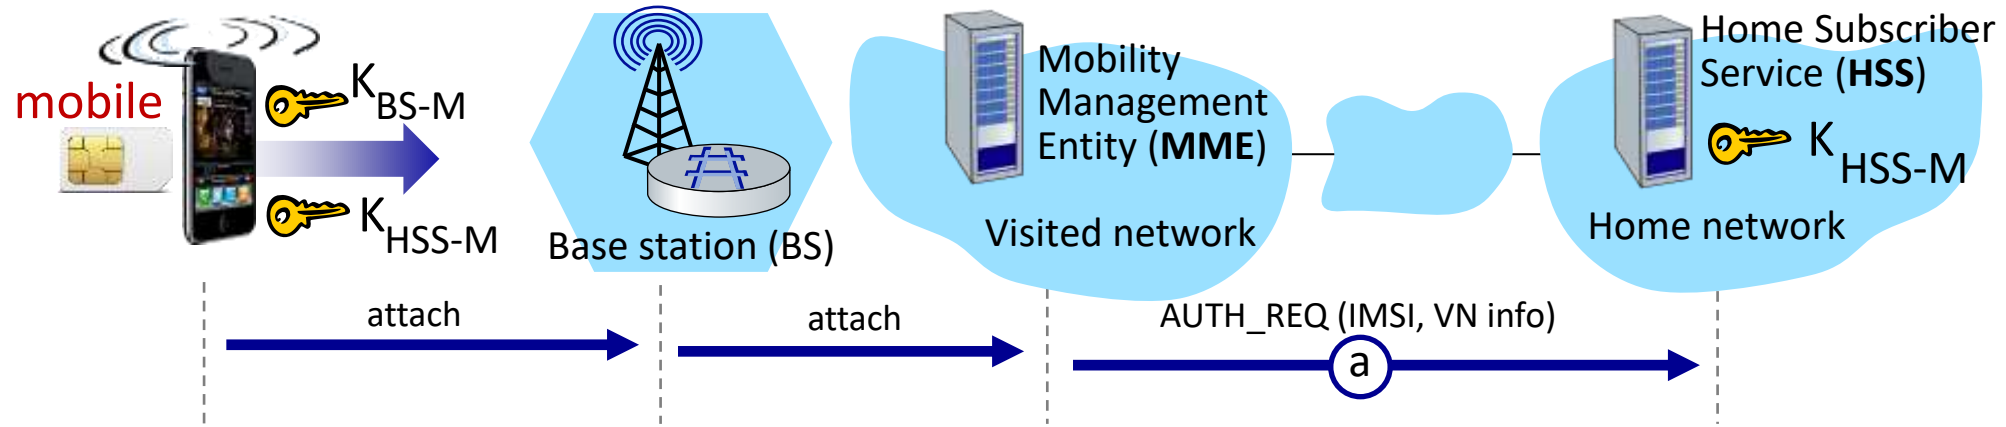 mobile
K BS-M
K HSS-M
Base station (BS)
Mobility
Management
Entity (MME)
Visited network
Home Subscriber
Service (HSS)
K HSS-M
Home network
attach
attach
AUTH_REQ (IMSI, VN info)
a